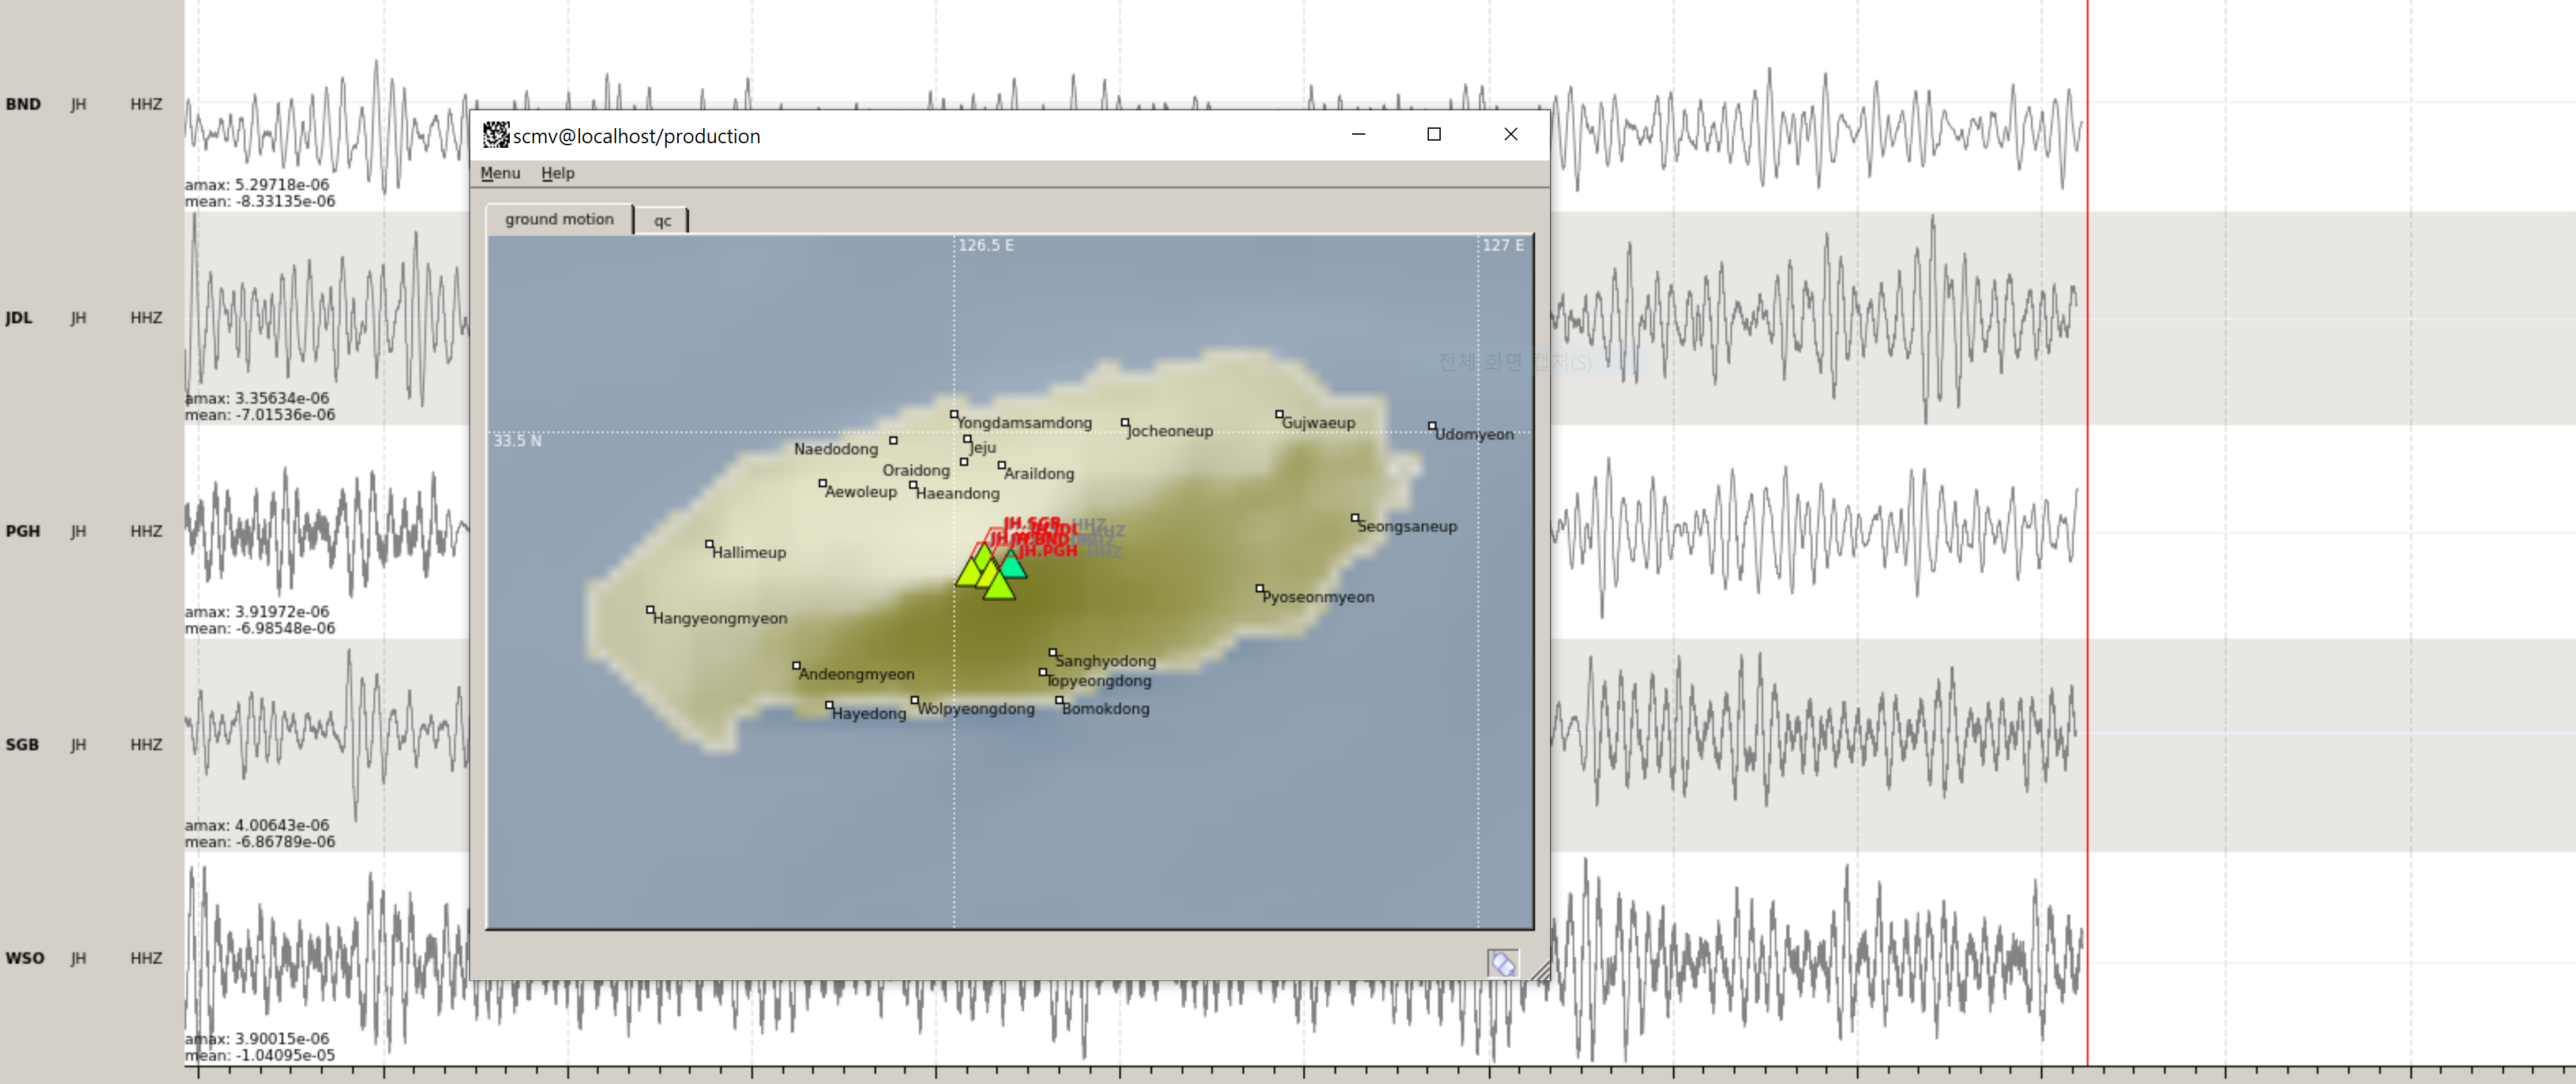 BND JH HHZ
amax: 5.29718e-06
mean: -8.33135e-06
JDL JH HHZ
amax: 3.35634e-06
mean: -7.01536e-06
PGH JH HHZ
amax: 3.91972e-06
mean: -6.98548e-06
SGB JH HHZ
amax: 4.00643e-06
mean: -6.86789e-06
WSO JH HHZ
amax: 3.90015e-06
mean: -1.04095e-05
scmv@localhost/production
Menu Help
ground motion qc
126.5 E 127 E
전체 화면 캡처(S)
33.5 N
Yongdamsamdong
Jocheoneup
Gujwaeup
Udomyeon
Naedodong
Jeju
Oraidong
Araildong
Aewoleup
Haeandong
JH.SGB HHZ
HHZ
JH.BND
JH.PGH HHZ
Seongsaneup
Hallimeup
Pyoseonmyeon
Hangyeongmyeon
Sanghyodong
Andeongmyeon
Topyeongdong
Hayedong
Wolpyeongdong
Bomokdong